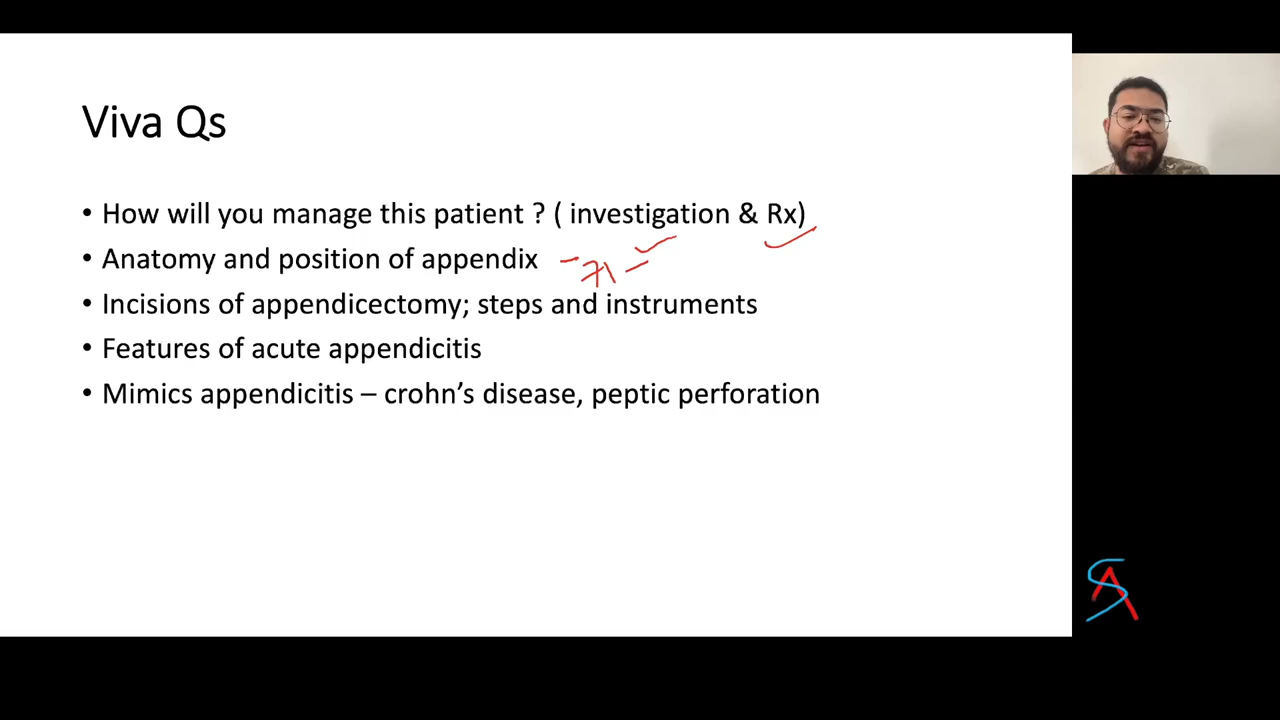 Viva Qs
• How will you manage this patient ? ( investigation & Rx)
• Anatomy and position of appendix
• Incisions of appendicectomy; steps and instruments
• Features of acute appendicitis
• Mimics appendicitis – crohn's disease, peptic perforation